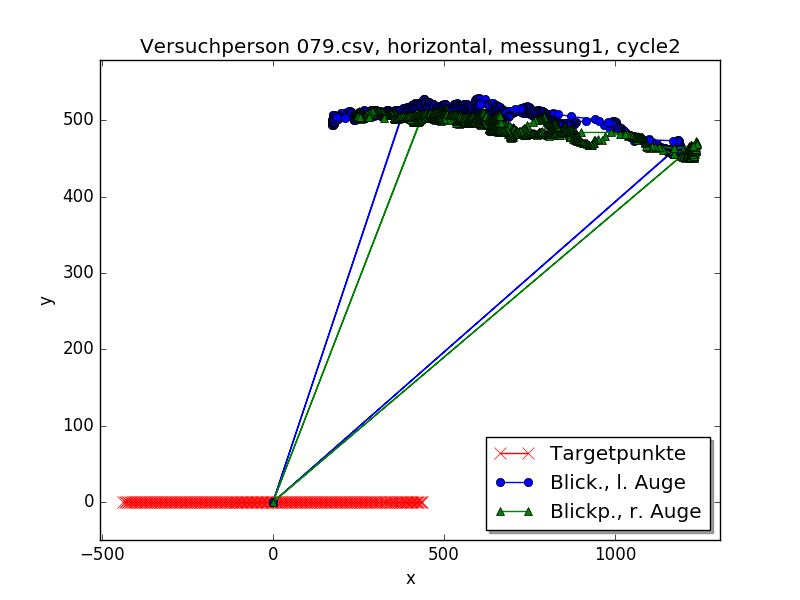 Versuchperson 079.csv, horizontal, messung1, cycle2
500
400
300
200
100
0
y
−500
0
500
1000
x
Targetpunkte
Blick., l. Auge
Blickp., r. Auge